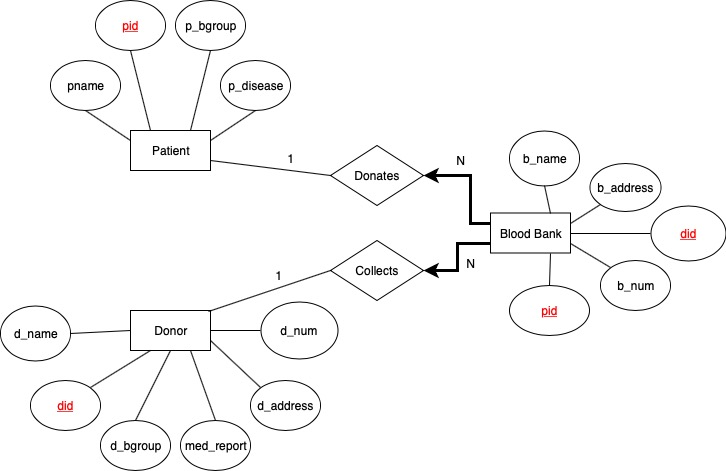 pid
p_bgroup
pname
p_disease
Patient
1
Donates
N
b_name
b_address
Blood Bank
did
b_num
pid
N
Collects
1
Donor
d_name
d_num
did
d_address
d_bgroup
med_report